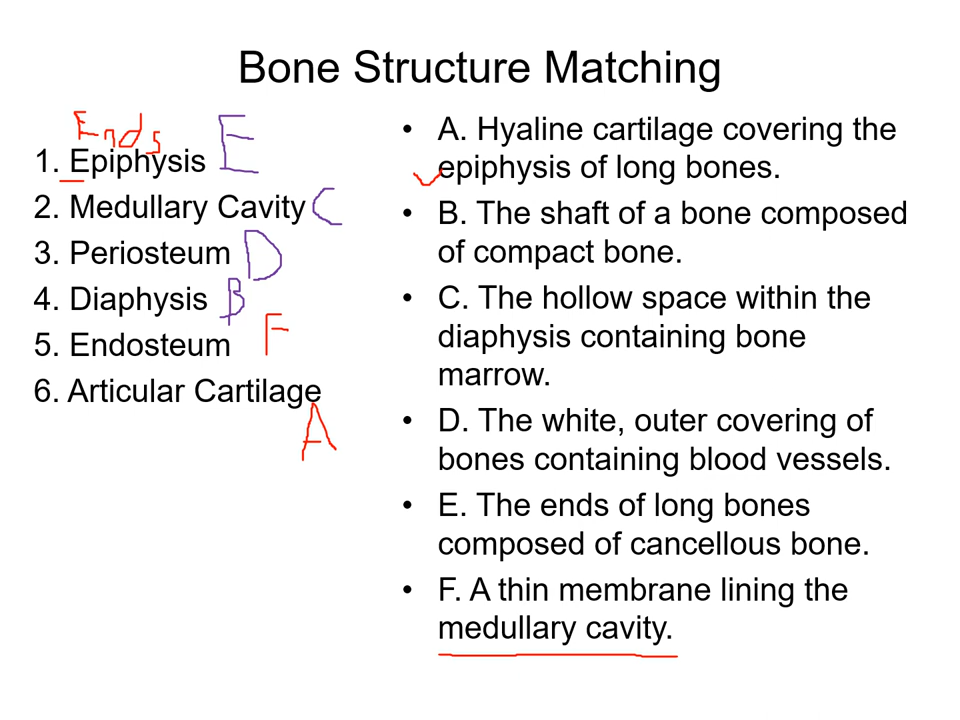 Bone Structure Matching
Ends
1. Epiphysis E
2. Medullary Cavity C
3. Periosteum D
4. Diaphysis B
5. Endosteum F
6. Articular Cartilage
A
• A. Hyaline cartilage covering the
epiphysis of long bones.
• B. The shaft of a bone composed
of compact bone.
• C. The hollow space within the
diaphysis containing bone
marrow.
• D. The white, outer covering of
bones containing blood vessels.
• E. The ends of long bones
composed of cancellous bone.
• F. A thin membrane lining the
medullary cavity.